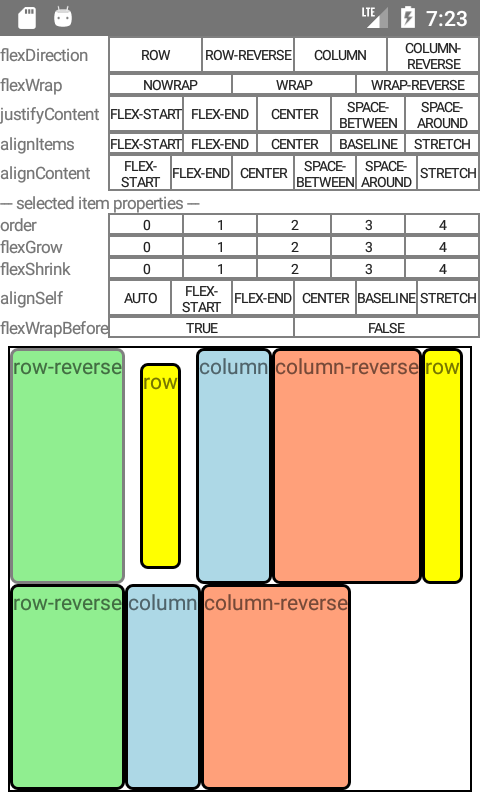 LTE 7:23
flexDirection ROW ROW-REVERSE COLUMN COLUMN-
REVERSE
flexWrap NOWRAP WRAP WRAP-REVERSE
justifyContent FLEX-START FLEX-END CENTER SPACE-
BETWEEN SPACE-
AROUND
alignItems FLEX-START FLEX-END CENTER BASELINE STRETCH
alignContent FLEX-
START FLEX-END CENTER SPACE-
BETWEEN SPACE-
AROUND STRETCH
--- selected item properties ---
order 0 1 2 3 4
flexGrow 0 1 2 3 4
flexShrink 0 1 2 3 4
alignSelf AUTO FLEX-
START FLEX-END CENTER BASELINE STRETCH
flexWrapBefore TRUE FALSE
row-reverse row column column-reverse row
row-reverse column column-reverse